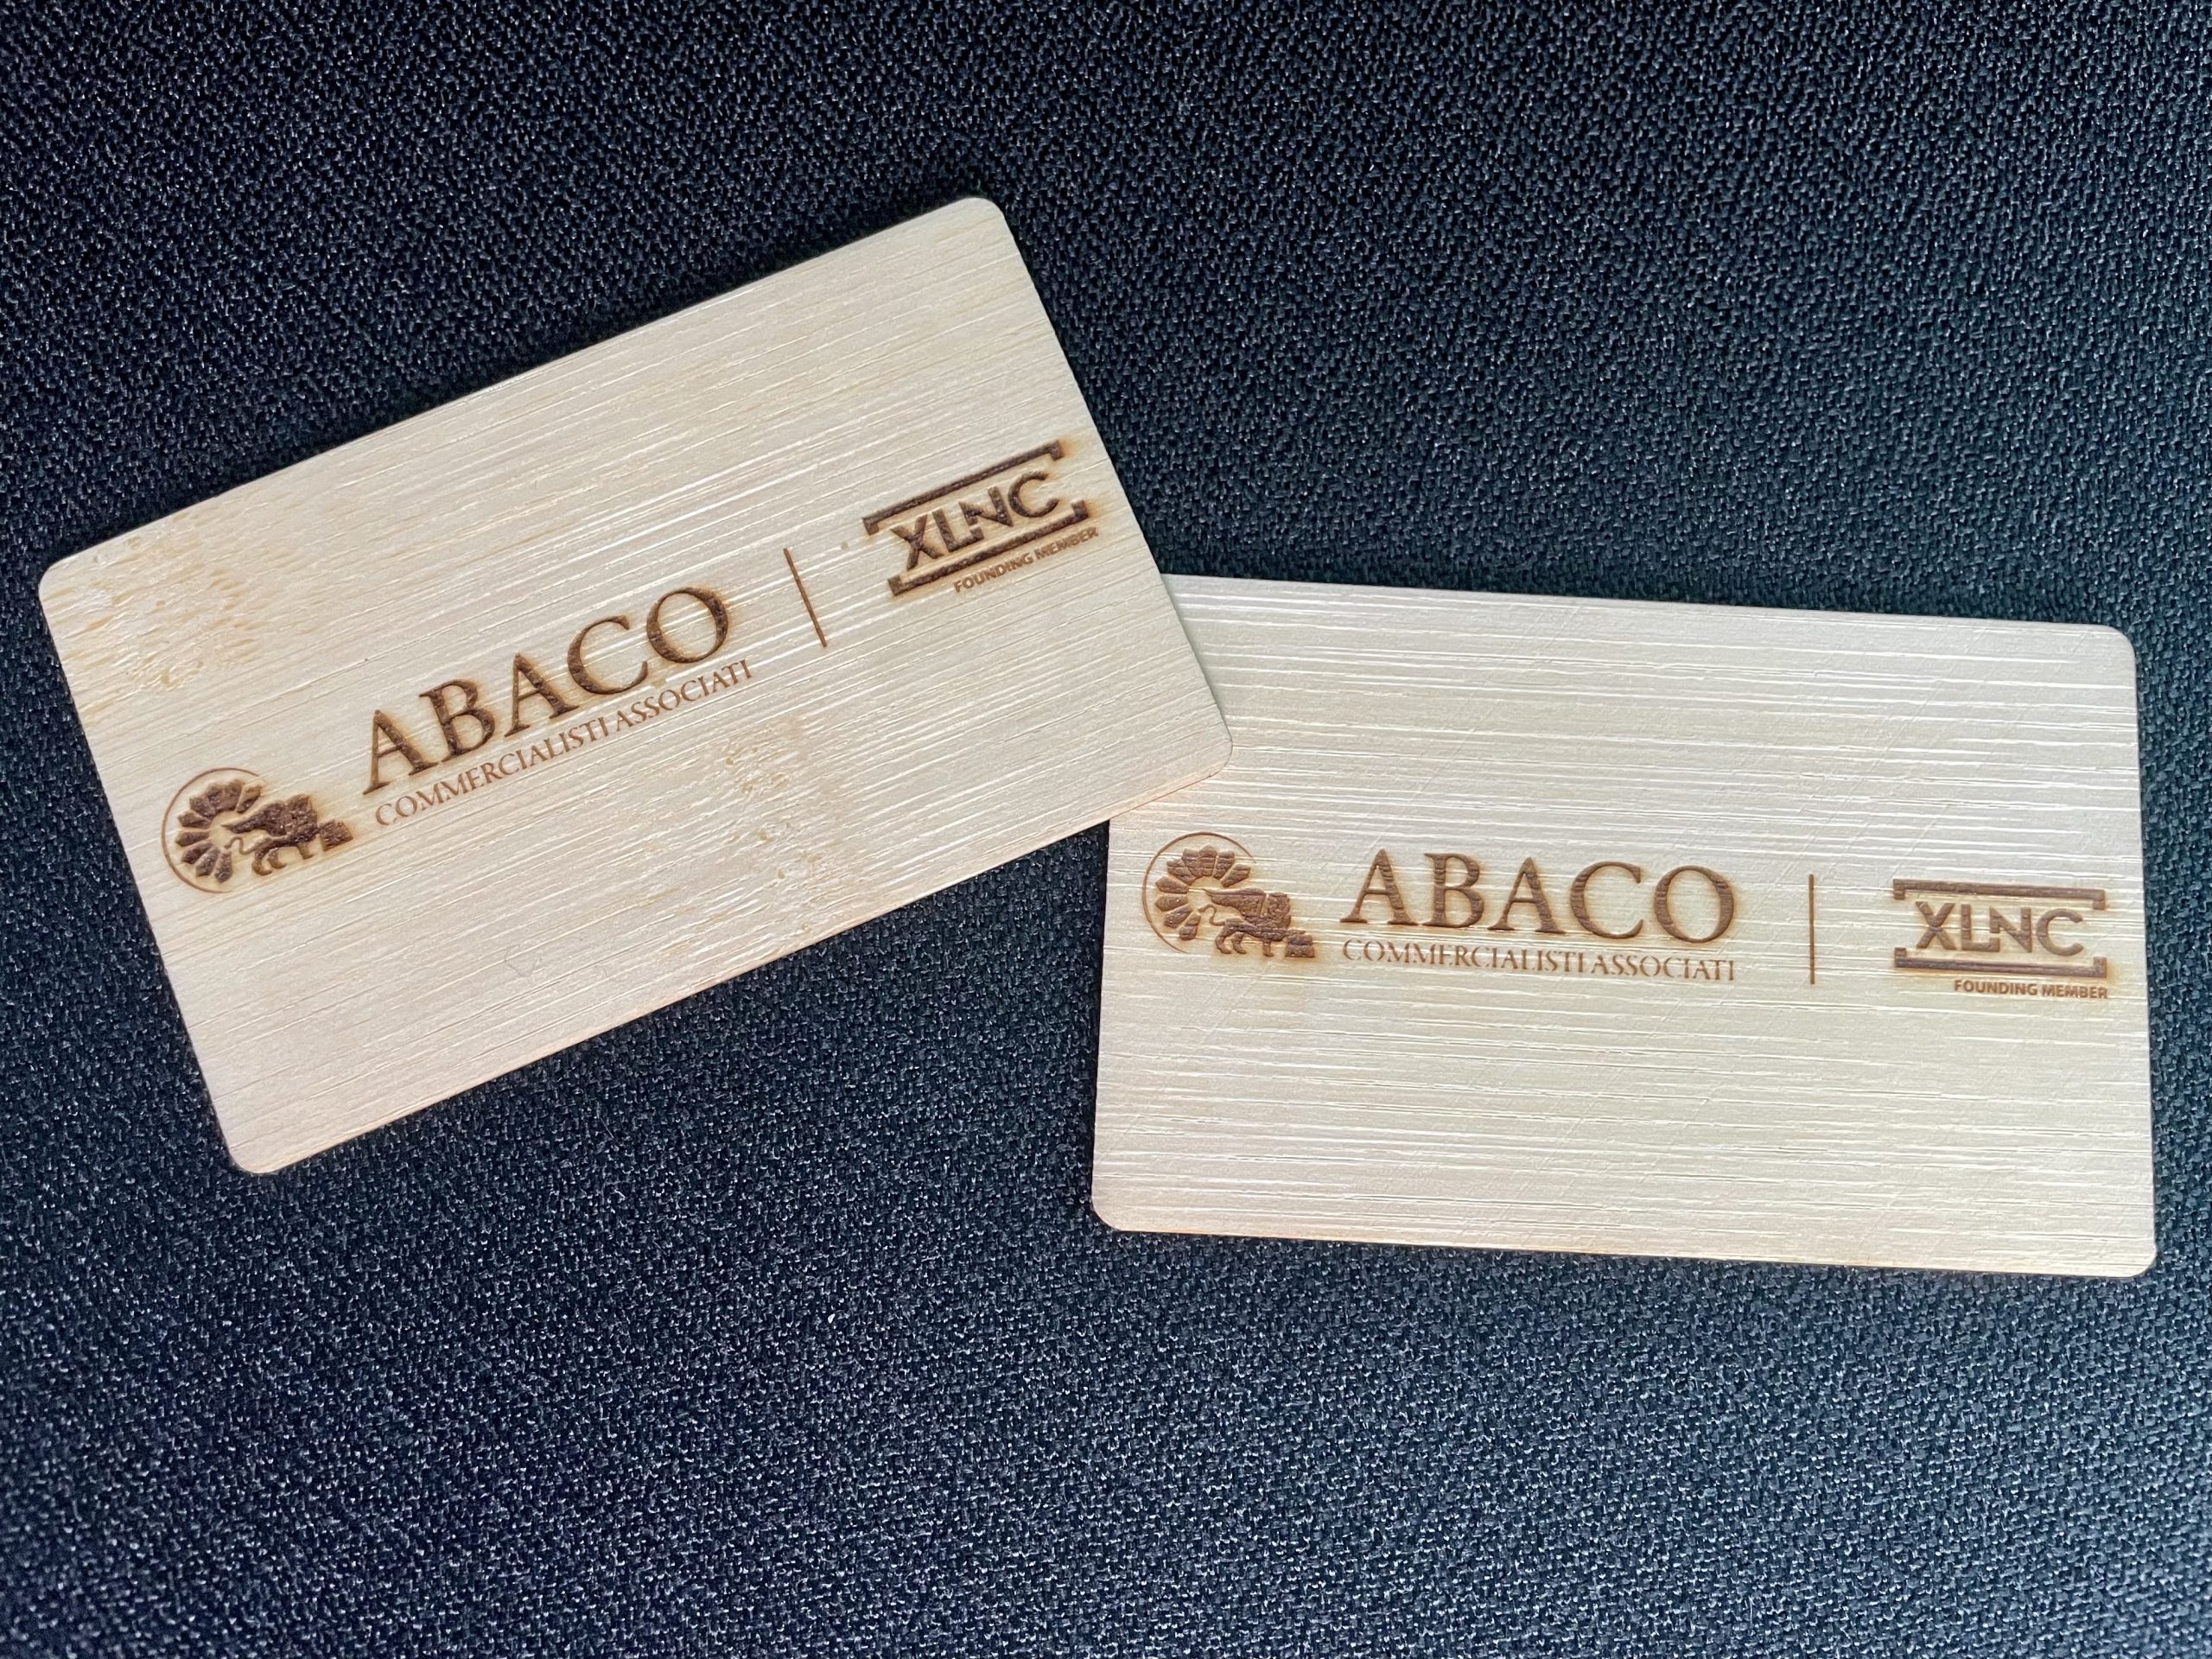 ABACO
COMMERCIALISTI ASSOCIATI
XLNC
FOUNDING MEMBER
ABACO
COMMERCIALISTI ASSOCIATI
XLNC
FOUNDING MEMBER